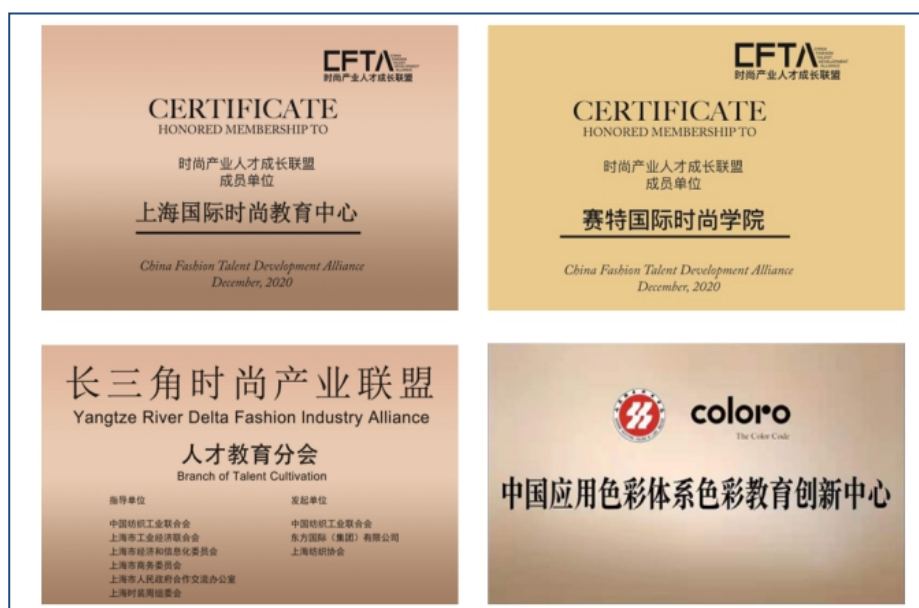 CFTA
CHINA
FASHION
TALENT
DEVELOPMENT
ALLIANCE
时尚产业人才成长联盟
CERTIFICATE
HONORED MEMBERSHIP TO
时尚产业人才成长联盟
成员单位
上海国际时尚教育中心
China Fashion Talent Development Alliance
December, 2020
CFTA
CHINA
FASHION
TALENT
DEVELOPMENT
ALLIANCE
时尚产业人才成长联盟
CERTIFICATE
HONORED MEMBERSHIP TO
时尚产业人才成长联盟
成员单位
赛特国际时尚学院
China Fashion Talent Development Alliance
December, 2020
长三角时尚产业联盟
Yangtze River Delta Fashion Industry Alliance
人才教育分会
Branch of Talent Cultivation
指导单位
中国纺织工业联合会
上海市工业经济联合会
上海市经济和信息化委员会
上海市商务委员会
上海市人民政府合作交流办公室
上海时装周组委会
发起单位
中国纺织工业联合会
东方国际（集团）有限公司
上海纺织协会
coloro
The Color Code
中国应用色彩体系色彩教育创新中心